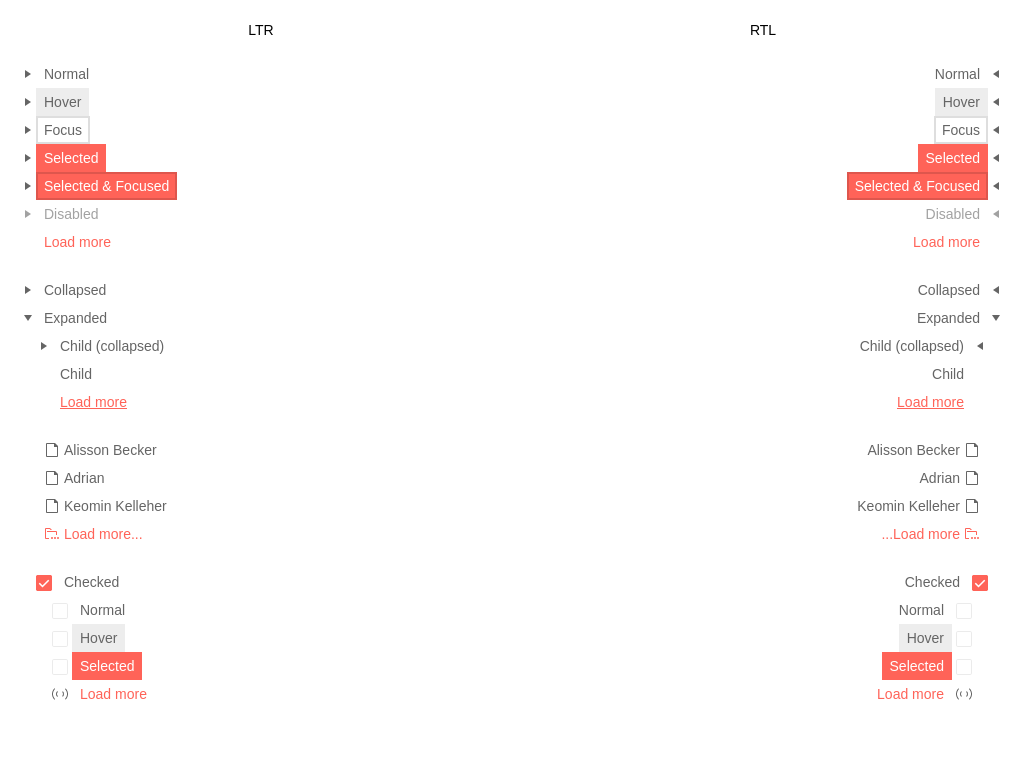 LTR
Normal
Hover
Focus
Selected
Selected & Focused
Disabled
Load more
Collapsed
Expanded
Child (collapsed)
Child
Load more
Alisson Becker
Adrian
Keomin Kelleher
Load more...
Checked
Normal
Hover
Selected
Load more
RTL
Normal
Hover
Focus
Selected
Selected & Focused
Disabled
Load more
Collapsed
Expanded
Child (collapsed)
Child
Load more
Alisson Becker
Adrian
Keomin Kelleher
...Load more
Checked
Normal
Hover
Selected
Load more